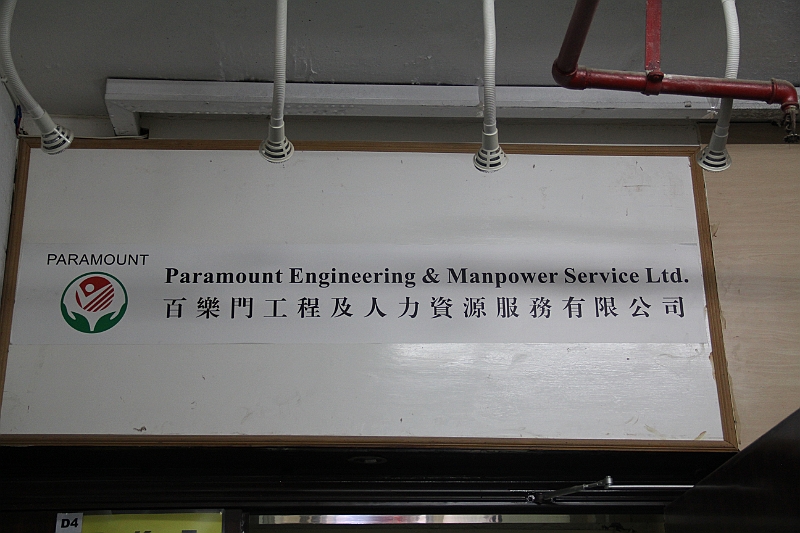 PARAMOUNT
Paramount Engineering & Manpower Service Ltd.
百樂門工程及人力資源服務有限公司
D4